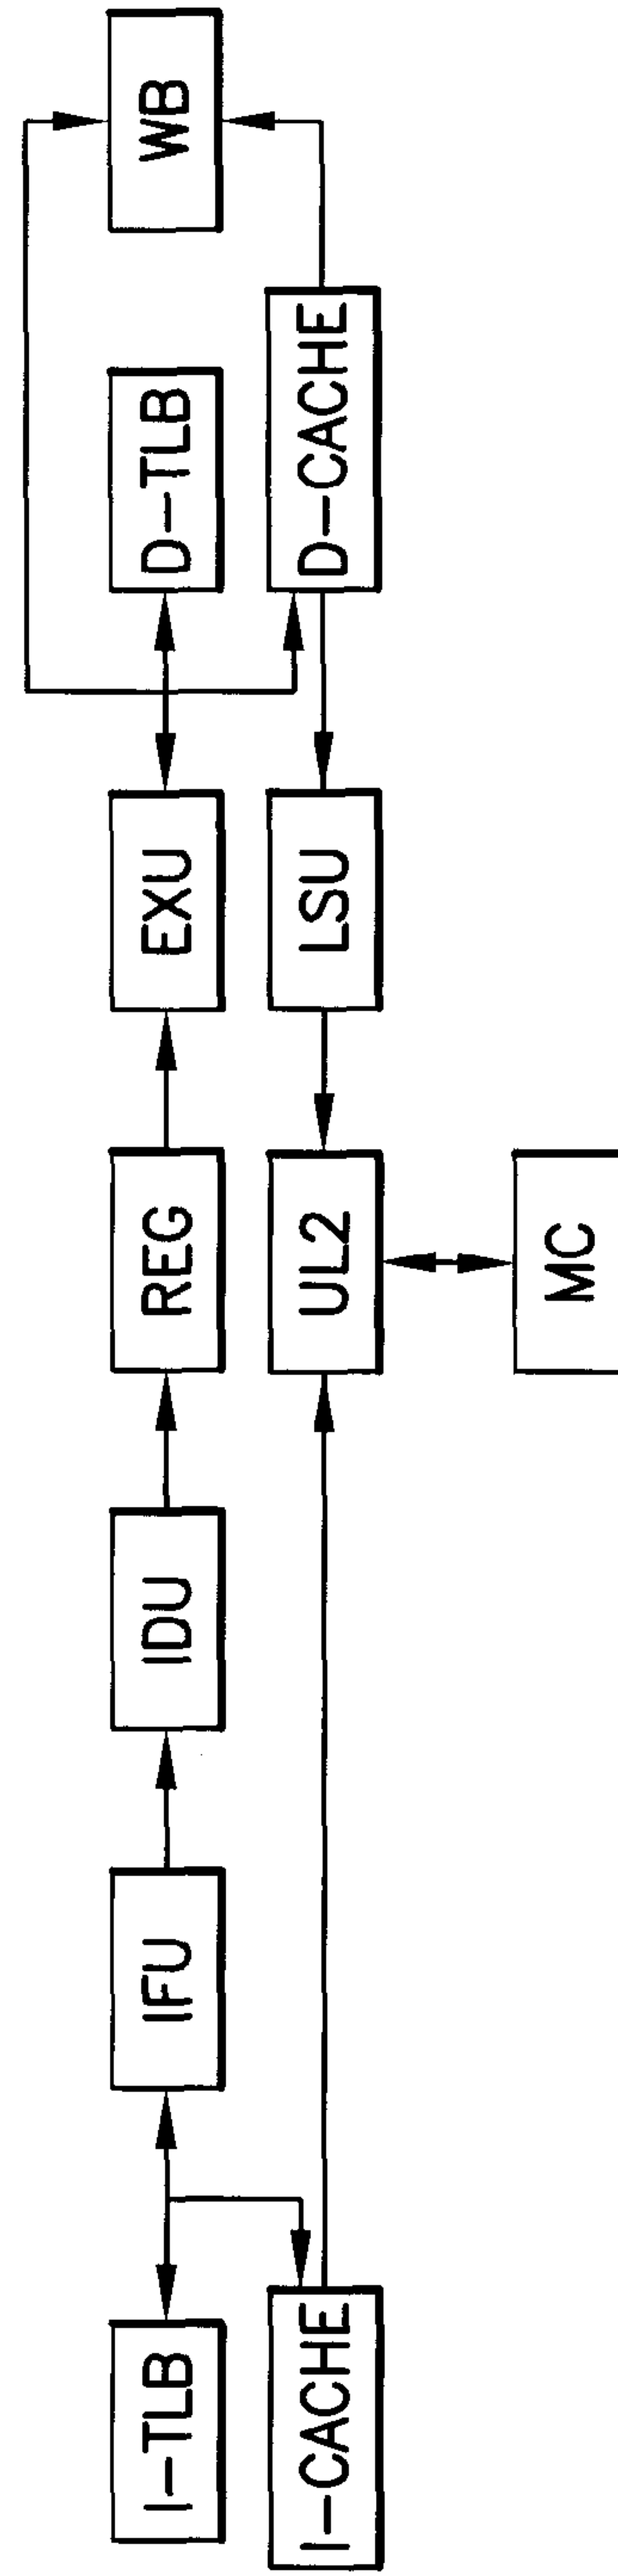 I-TLB
IFU
IDU
REG
EXU
D-TLB
WB
I-CACHE
UL2
LSU
D-CACHE
MC